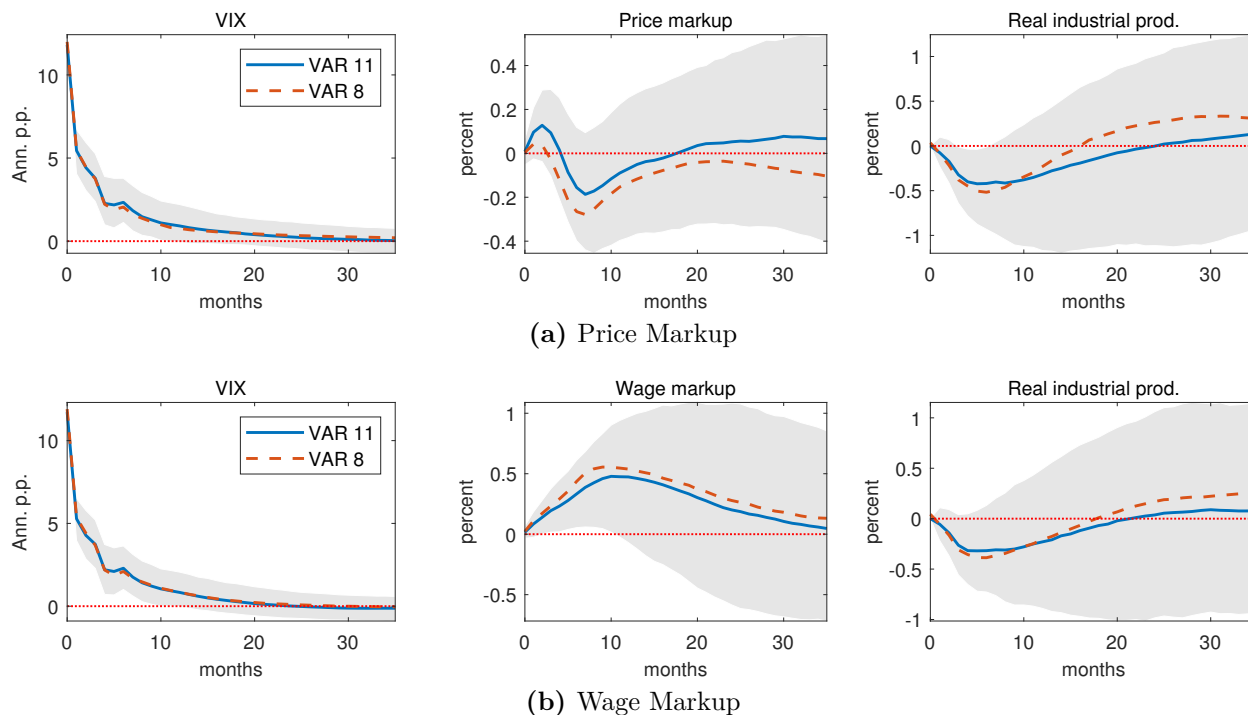 VIX
Price markup
Real industrial prod.
Ann. p.p.
10
5
0
VAR 11
VAR 8
0 10 20 30
months
percent
0.4
0.2
0
-0.2
-0.4
0 10 20 30
months
percent
1
0.5
0
-0.5
-1
0 10 20 30
months
(a) Price Markup
VIX
Wage markup
Real industrial prod.
Ann. p.p.
10
5
0
VAR 11
VAR 8
0 10 20 30
months
percent
1
0.5
0
-0.5
0 10 20 30
months
percent
1
0.5
0
-0.5
-1
0 10 20 30
months
(b) Wage Markup